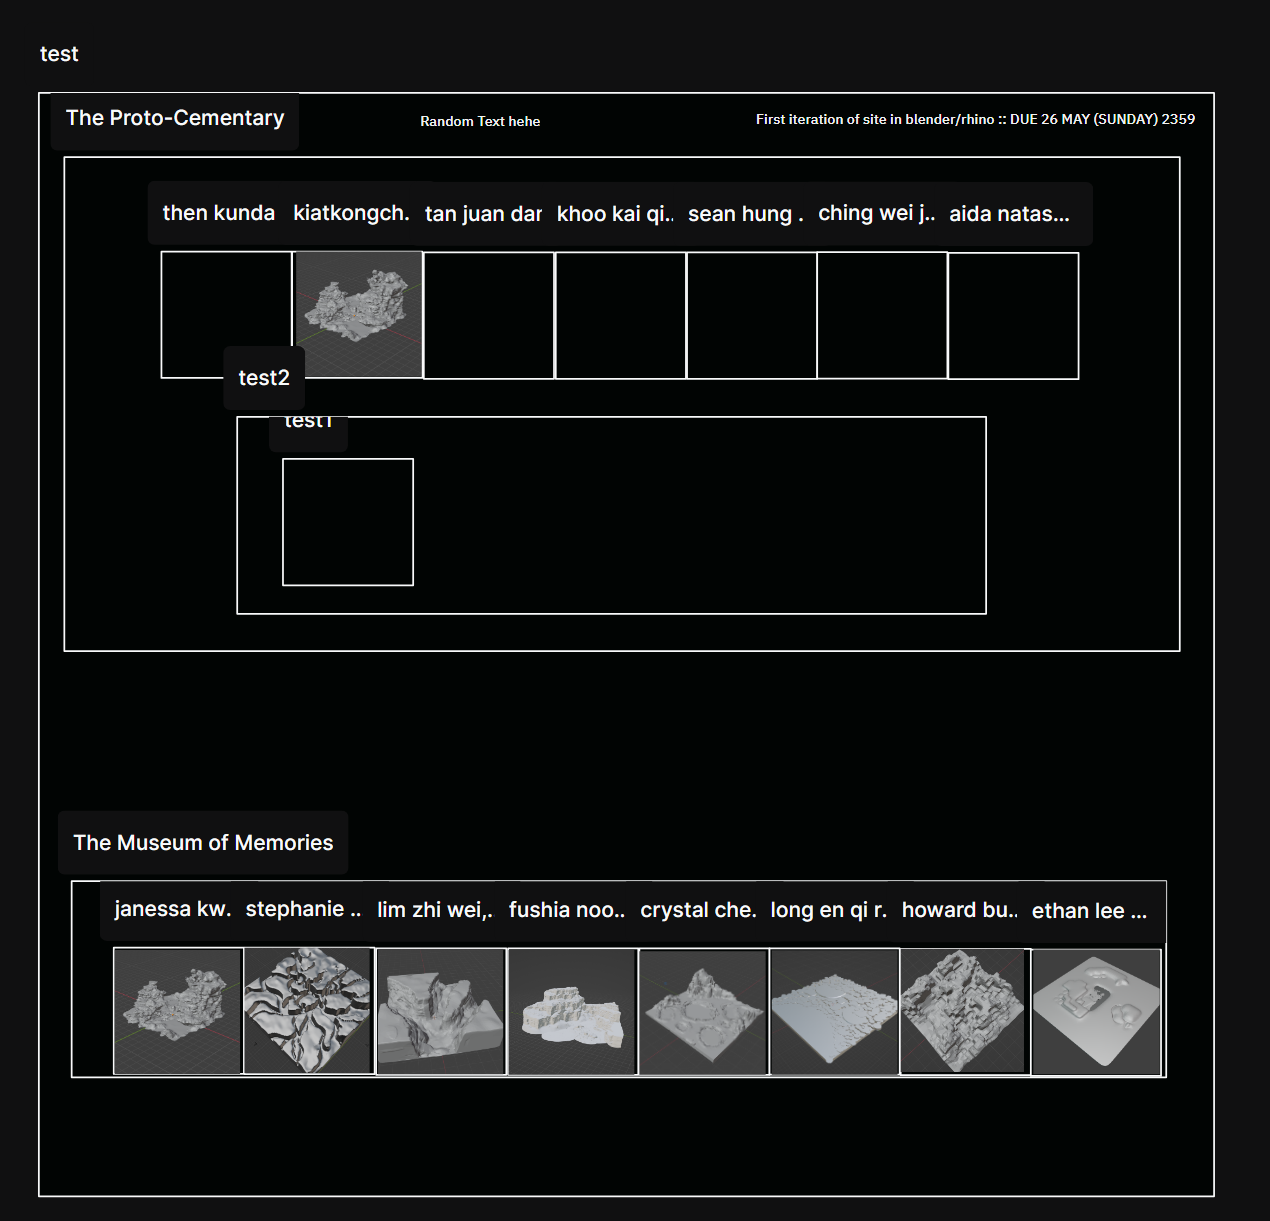 test
The Proto-Cementary
Random Text hehe
First iteration of site in blender/rhino :: DUE 26 MAY (SUNDAY) 2359
then kunda
kiatkongch.
tan juan dar
khoo kai qi..
sean hung .
ching wei j..
aida natas...
test2
test1
The Museum of Memories
janessa kw.
stephanie ..
lim zhi wei,.
fushia noo..
crystal che.
long en qi r.
howard bu..
ethan lee ...